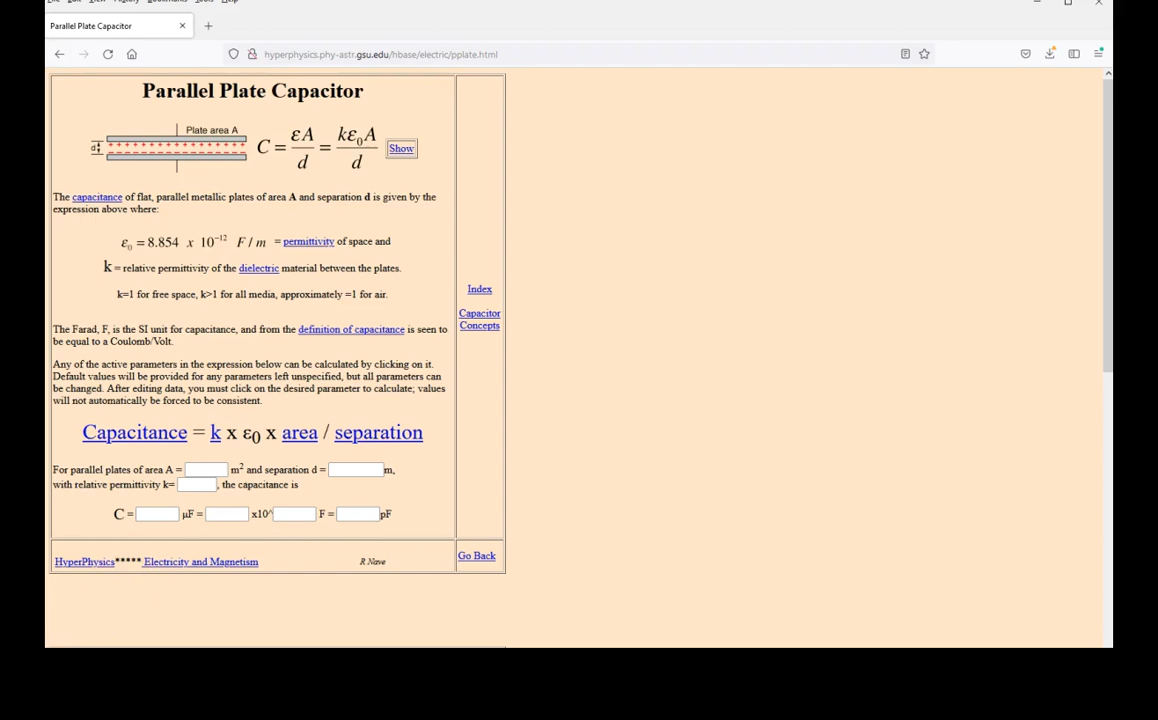 File Edit View History Bookmarks Tools Help
Parallel Plate Capacitor
hyperphysics.phy-astr.gsu.edu/hbase/electric/pplate.html
Parallel Plate Capacitor
Plate area A
d
C = εA/d = kε₀A/d
Show
The capacitance of flat, parallel metallic plates of area A and separation d is given by the
expression above where:
ε₀ = 8.854 x 10⁻¹² F / m = permittivity of space and
k = relative permittivity of the dielectric material between the plates.
k=1 for free space, k>1 for all media, approximately =1 for air.
The Farad, F, is the SI unit for capacitance, and from the definition of capacitance is seen to
be equal to a Coulomb/Volt.
Any of the active parameters in the expression below can be calculated by clicking on it.
Default values will be provided for any parameters left unspecified, but all parameters can
be changed. After editing data, you must click on the desired parameter to calculate; values
will not automatically be forced to be consistent.
Capacitance = k x ε₀ x area / separation
For parallel plates of area A = m² and separation d = m,
with relative permittivity k= , the capacitance is
C = μF = x10^ F = pF
Index
Capacitor
Concepts
HyperPhysics***** Electricity and Magnetism
R Nave
Go Back